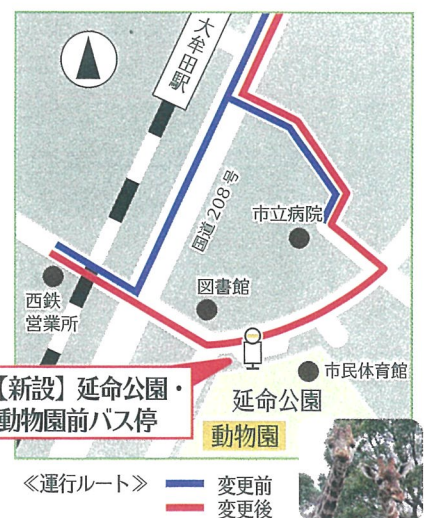 大牟田駅
国道208号
市立病院
図書館
西鉄
営業所
市民体育館
【新設】延命公園・
動物園前バス停
延命公園
動物園
≪運行ルート≫
変更前
変更後